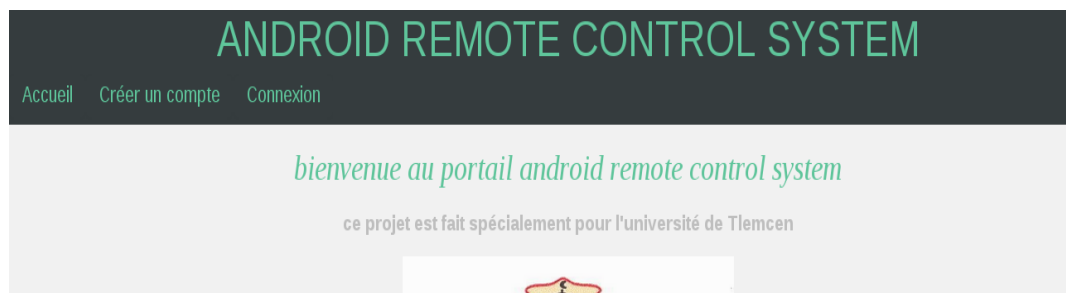 ANDROID REMOTE CONTROL SYSTEM
Accueil Créer un compte Connexion
bienvenue au portail android remote control system
ce projet est fait spécialement pour l'université de Tlemcen